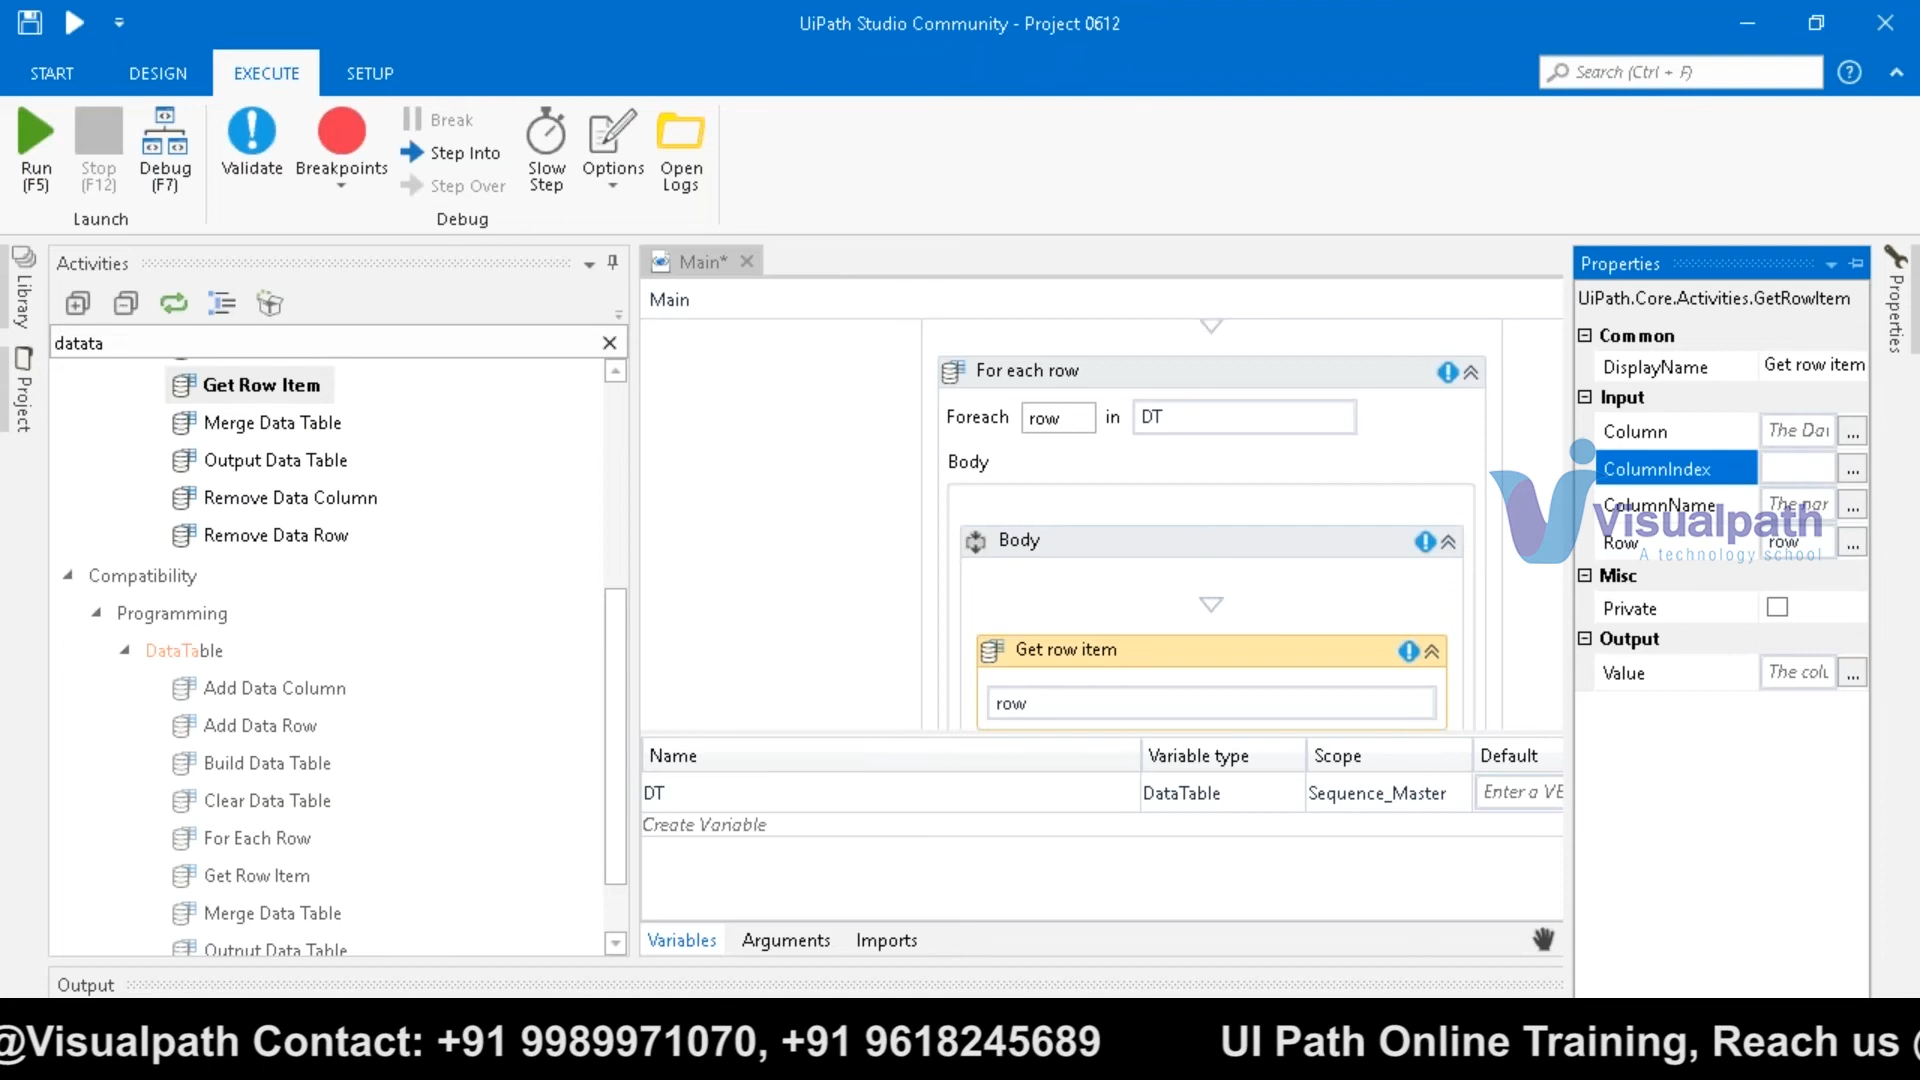 UiPath Studio Community - Project 0612
START DESIGN EXECUTE SETUP
Search (Ctrl + F)
Run (F5)
Stop (F12)
Debug (F7)
Launch
Validate
Breakpoints
Break
Step Into
Step Over
Slow Step
Options
Open Logs
Debug
Library
Project
Activities
datata
Get Row Item
Merge Data Table
Output Data Table
Remove Data Column
Remove Data Row
Compatibility
Programming
DataTable
Add Data Column
Add Data Row
Build Data Table
Clear Data Table
For Each Row
Get Row Item
Merge Data Table
Output Data Table
Main*
Main
For each row
Foreach row in DT
Body
Body
Get row item
row
Name Variable type Scope Default
DT DataTable Sequence_Master Enter a VE
Create Variable
Variables Arguments Imports
Output
Properties
Properties
UiPath.Core.Activities.GetRowItem
Common
DisplayName Get row item
Input
Column The Dat ...
ColumnIndex ...
ColumnName The nar ...
Row row ...
Misc
Private
Output
Value The colu ...
Visualpath
A technology school
@Visualpath Contact: +91 9989971070, +91 9618245689 UI Path Online Training, Reach us @